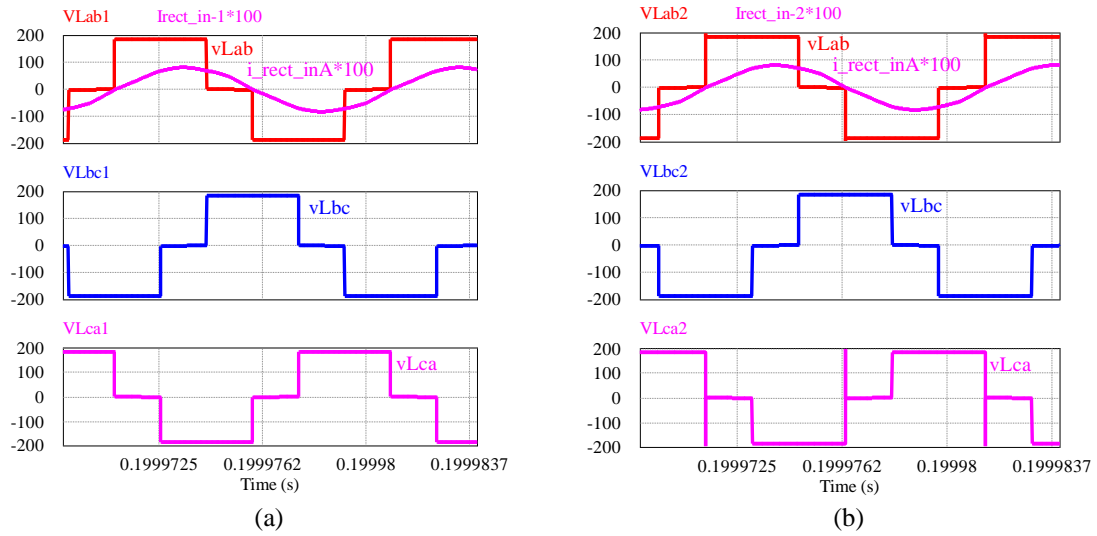 VLab1 Irect_in-1*100
200
100
0
-100
-200
vLab
i_rect_inA*100
VLbc1
200
100
0
-100
-200
vLbc
VLca1
200
100
0
-100
-200
vLca
0.1999725 0.1999762 0.19998 0.1999837
Time (s)
(a)
VLab2 Irect_in-2*100
200
100
0
-100
-200
vLab
i_rect_inA*100
VLbc2
200
100
0
-100
-200
vLbc
VLca2
200
100
0
-100
-200
vLca
0.1999725 0.1999762 0.19998 0.1999837
Time (s)
(b)